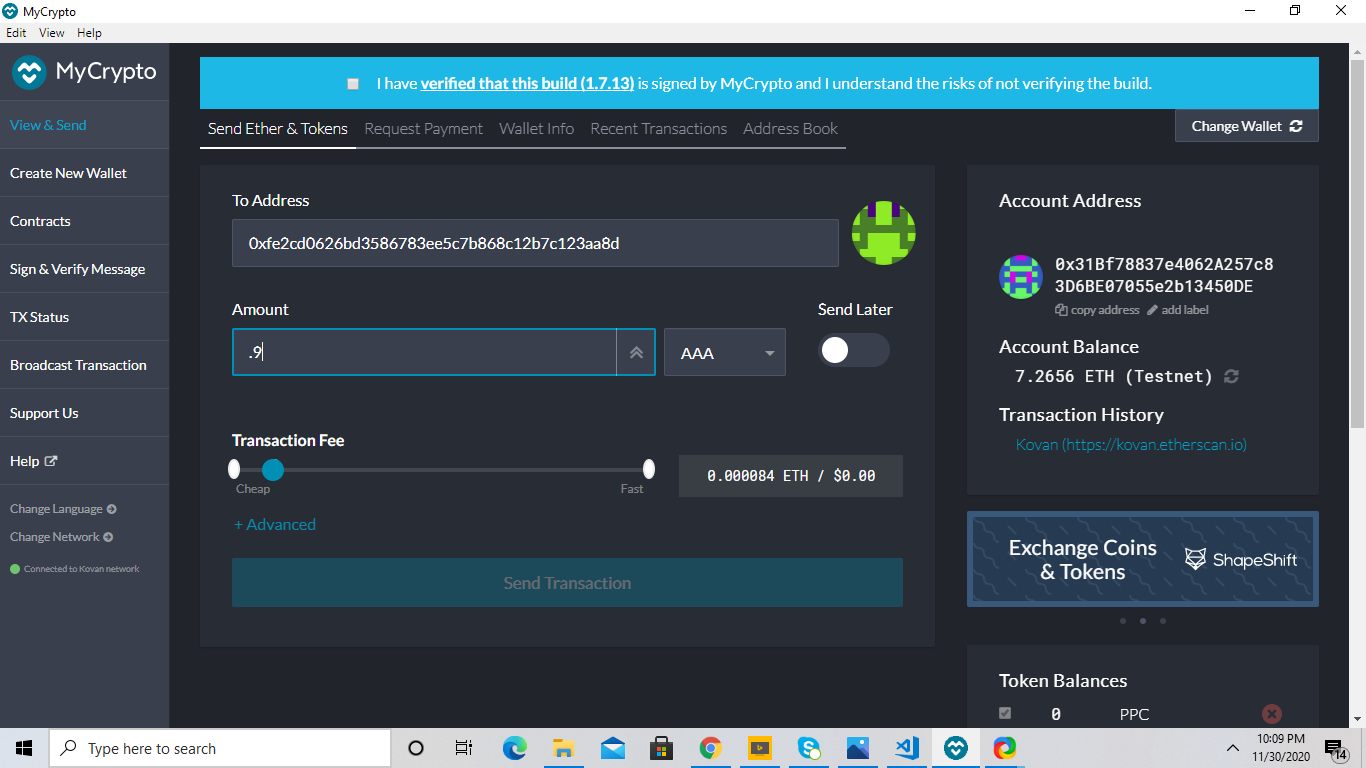 MyCrypto
Edit View Help
MyCrypto
View & Send
Create New Wallet
Contracts
Sign & Verify Message
TX Status
Broadcast Transaction
Support Us
Help
Change Language
Change Network
Connected to Kovan network
I have verified that this build (1.7.13) is signed by MyCrypto and I understand the risks of not verifying the build.
Send Ether & Tokens Request Payment Wallet Info Recent Transactions Address Book
Change Wallet
To Address
0xfe2cd0626bd3586783ee5c7b868c12b7c123aa8d
Amount
Send Later
.9
AAA
Transaction Fee
Cheap
Fast
0.000084 ETH / $0.00
+ Advanced
Send Transaction
Account Address
0x31Bf78837e4062A257c8
3D6BE07055e2b13450DE
copy address add label
Account Balance
7.2656 ETH (Testnet)
Transaction History
Kovan (https://kovan.etherscan.io)
Exchange Coins
& Tokens
ShapeShift
Token Balances
0 PPC
Type here to search
10:09 PM
11/30/2020
14